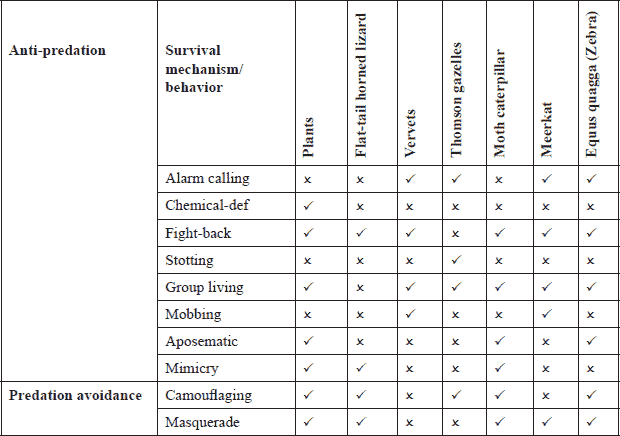 Anti-predation Survival mechanism/ behavior Plants Flat-tail horned lizard Vervets Thomson gazelles Moth caterpillar Meerkat Equus quagga (Zebra)
Alarm calling x x ✓ ✓ x ✓ ✓
Chemical-def ✓ x x x x x x
Fight-back ✓ ✓ ✓ x ✓ ✓ ✓
Stotting x x x ✓ x x x
Group living ✓ x ✓ ✓ ✓ ✓ ✓
Mobbing x x ✓ x x ✓ x
Aposematic ✓ x x x ✓ x ✓
Mimicry ✓ ✓ x x ✓ x x
Predation avoidance Camouflaging ✓ ✓ x ✓ ✓ x ✓
Masquerade ✓ ✓ x x ✓ ✓ ✓